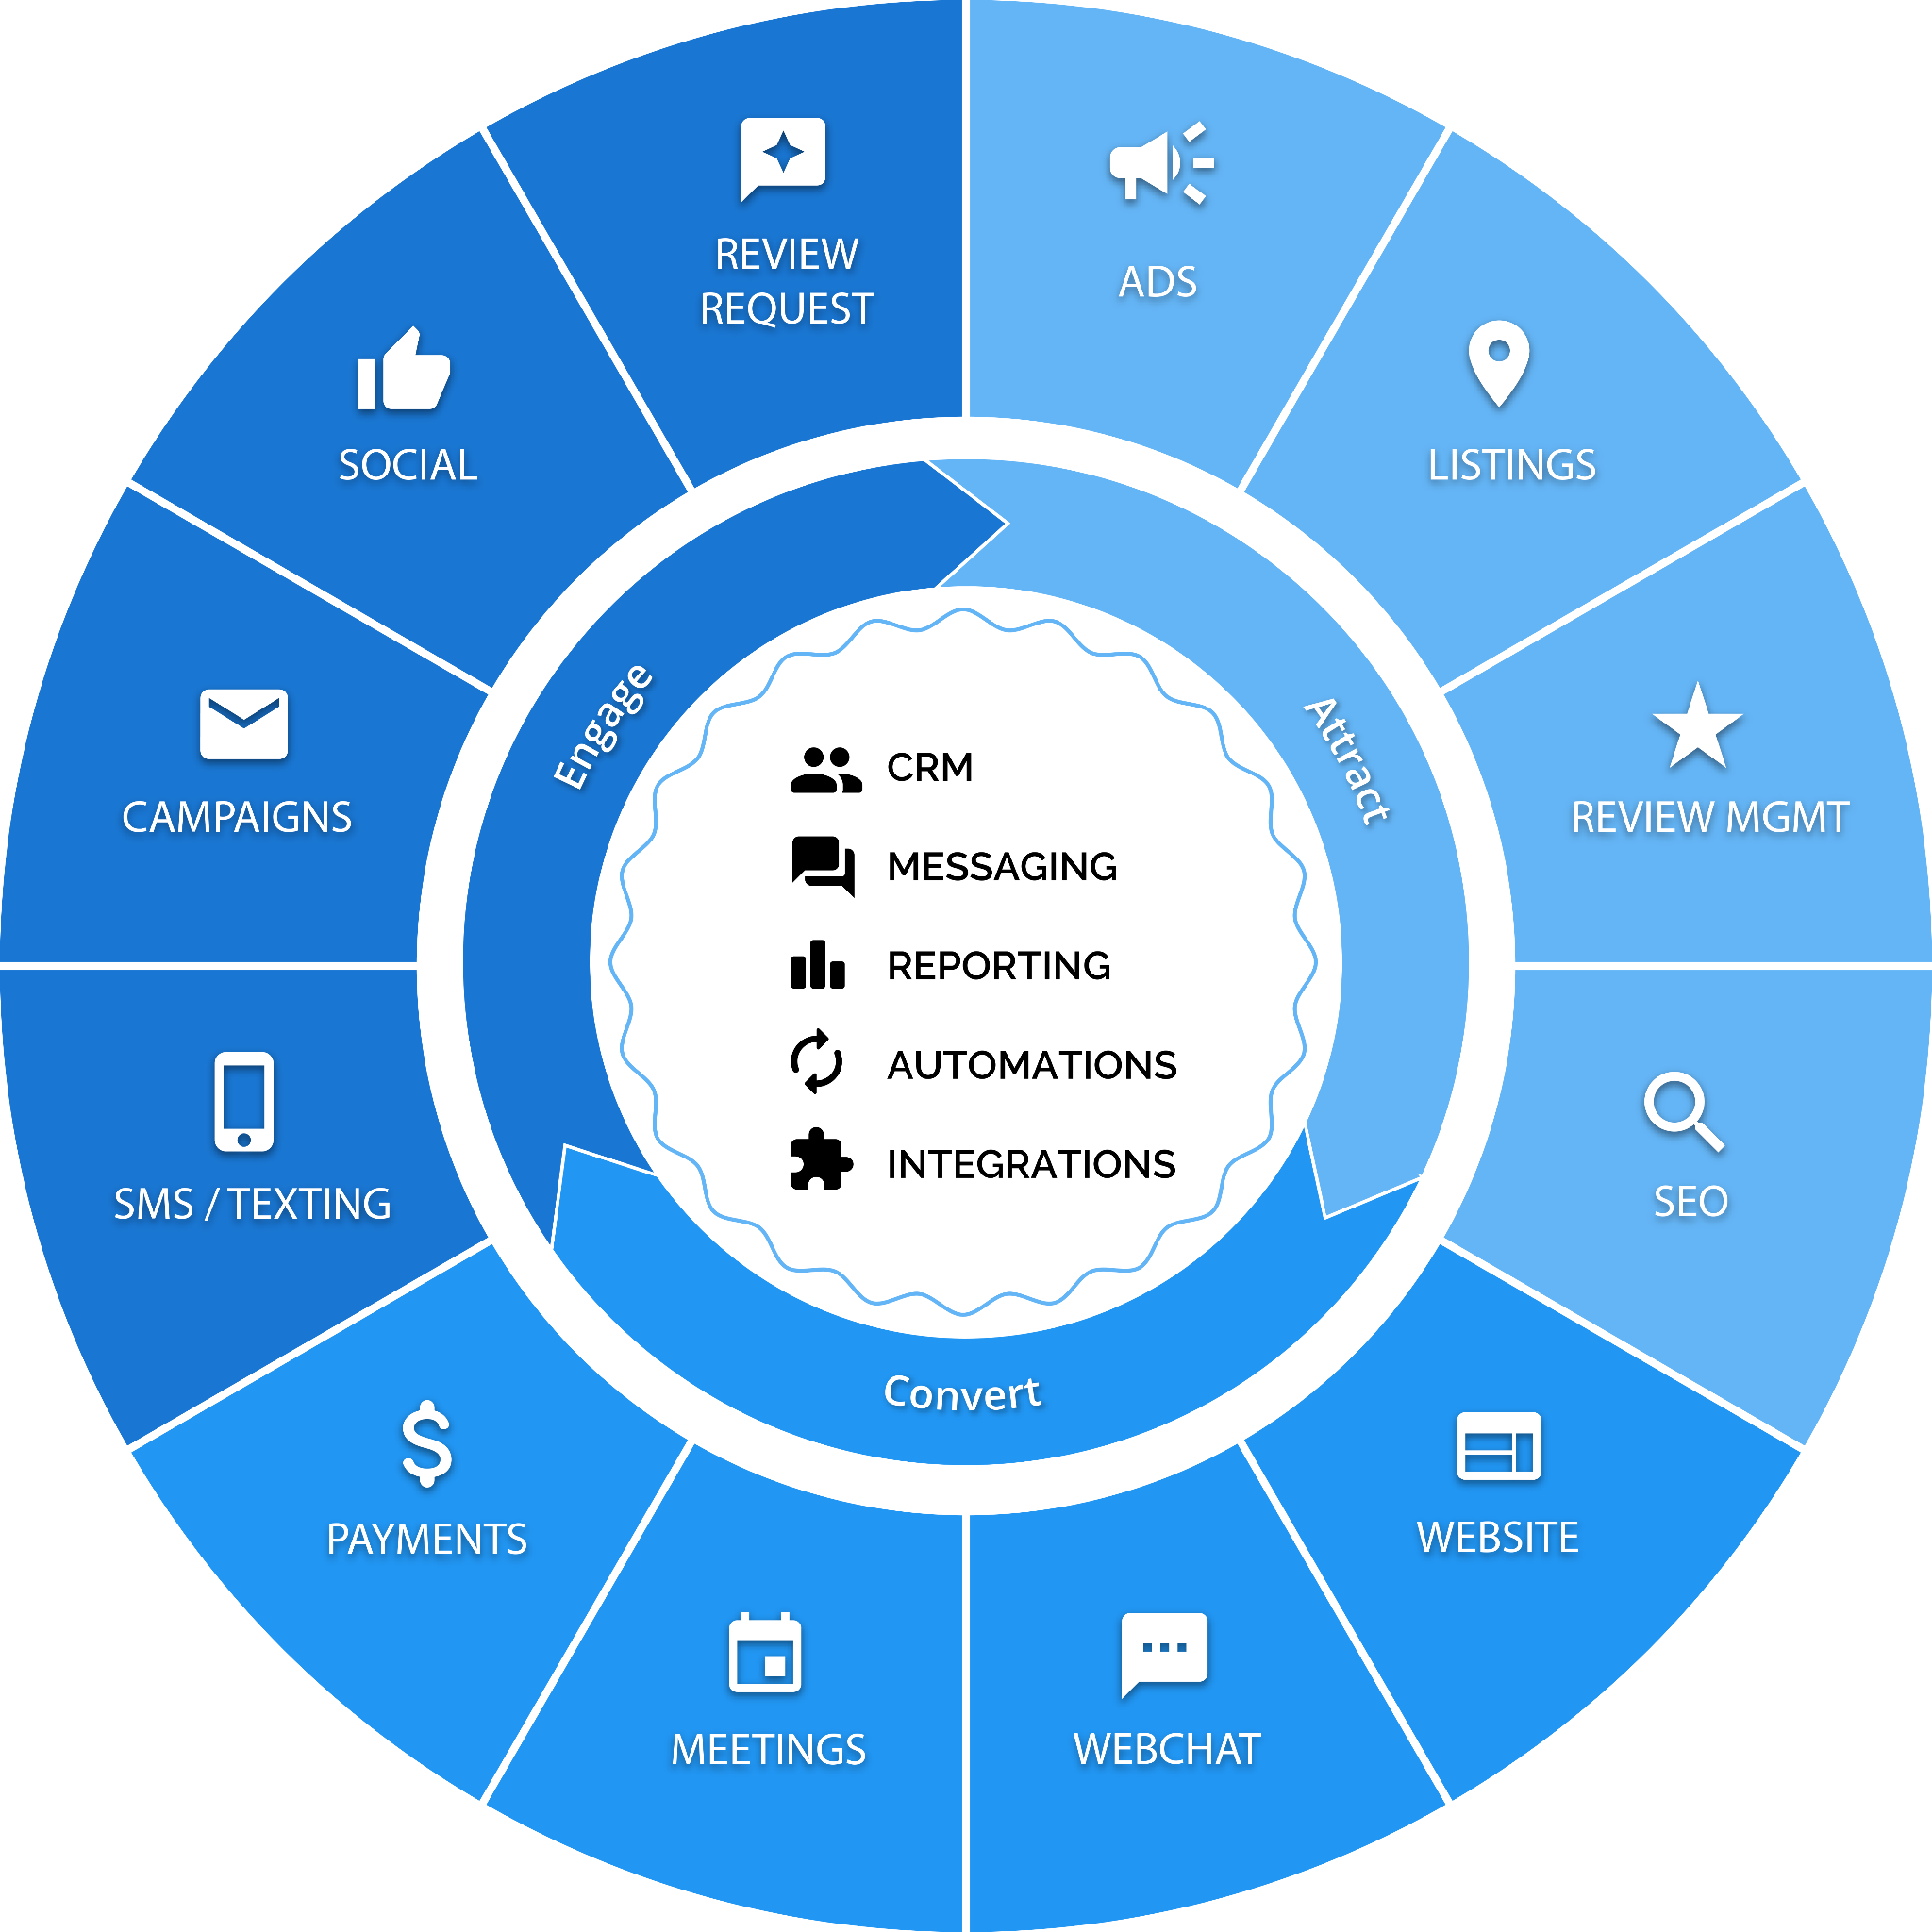 REVIEW
REQUEST
ADS
SOCIAL
LISTINGS
CAMPAIGNS
REVIEW MGMT
SMS / TEXTING
SEO
PAYMENTS
WEBSITE
MEETINGS
WEBCHAT
Engage
Attract
Convert
CRM
MESSAGING
REPORTING
AUTOMATIONS
INTEGRATIONS